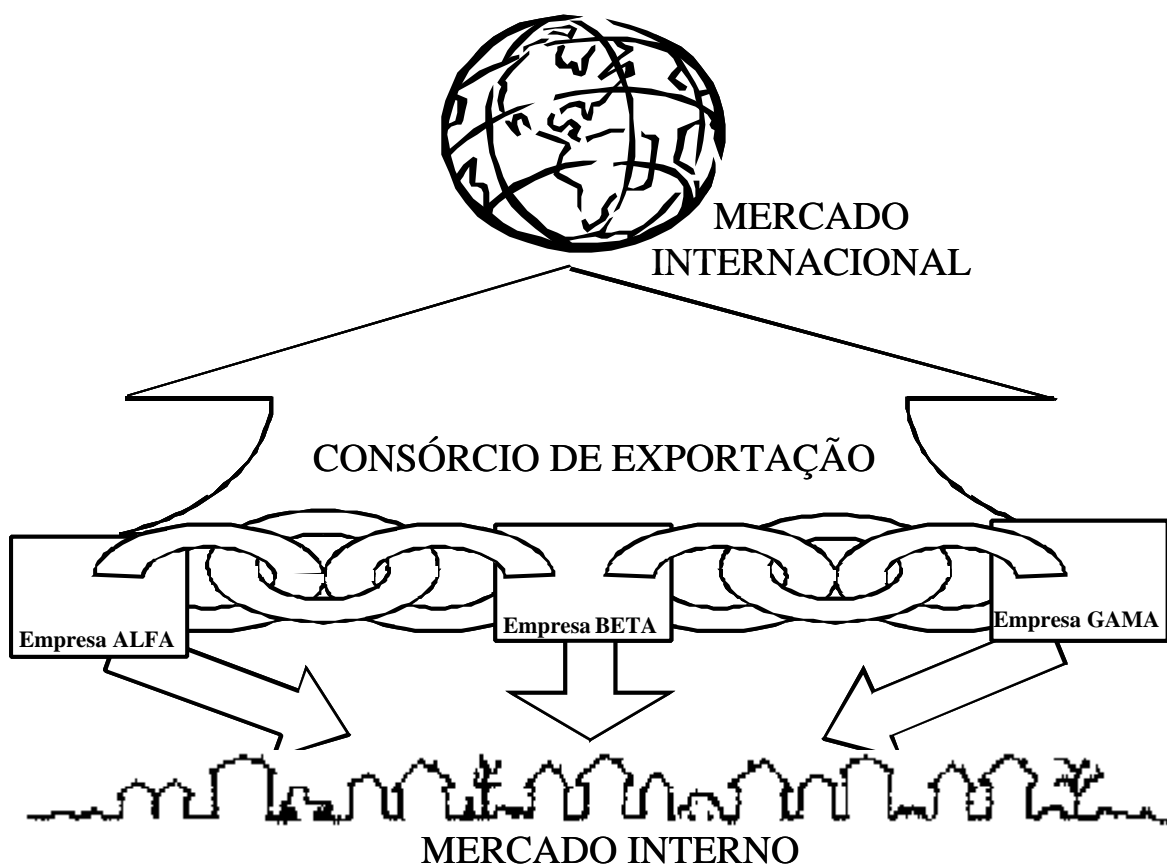 MERCADO
INTERNACIONAL
CONSÓRCIO DE EXPORTAÇÃO
Empresa ALFA
Empresa BETA
Empresa GAMA
MERCADO INTERNO